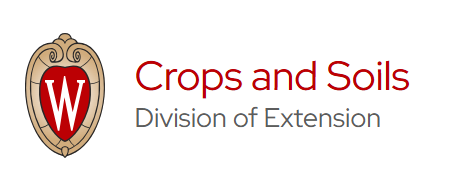 W
Crops and Soils
Division of Extension